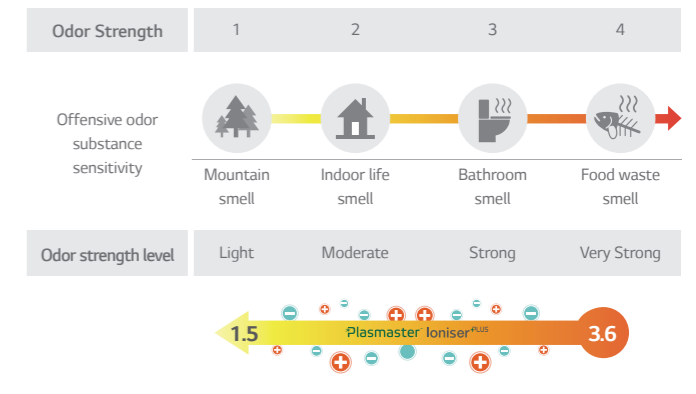 Odor Strength 1 2 3 4
Offensive odor
substance
sensitivity
Mountain Indoor life Bathroom Food waste
smell smell smell smell
Odor strength level Light Moderate Strong Very Strong
1.5 Plasmaster Ioniser PLUS 3.6